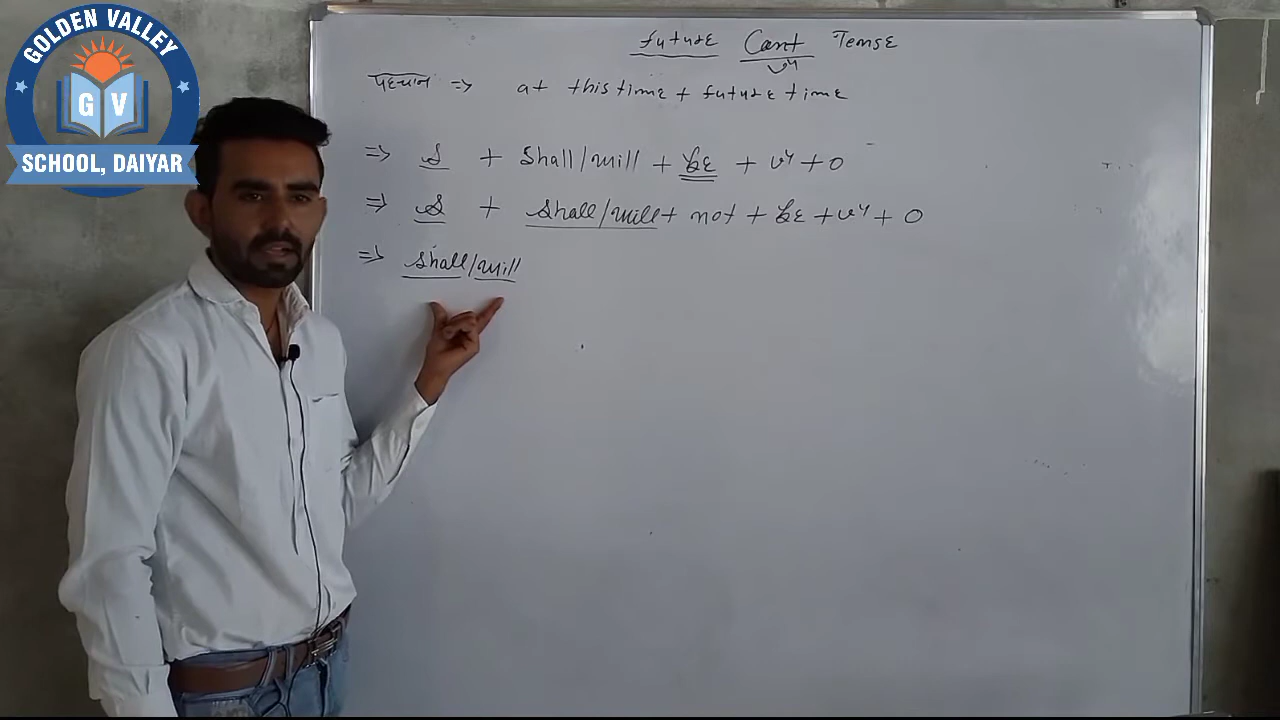 GOLDEN VALLEY
G V
SCHOOL, DAIYAR
Future Cont Tense
v4
पहचान => at this time + future time
=> S + Shall/will + be + v4 + O
=> S + Shall/will + not + be + v4 + O
=> Shall/will